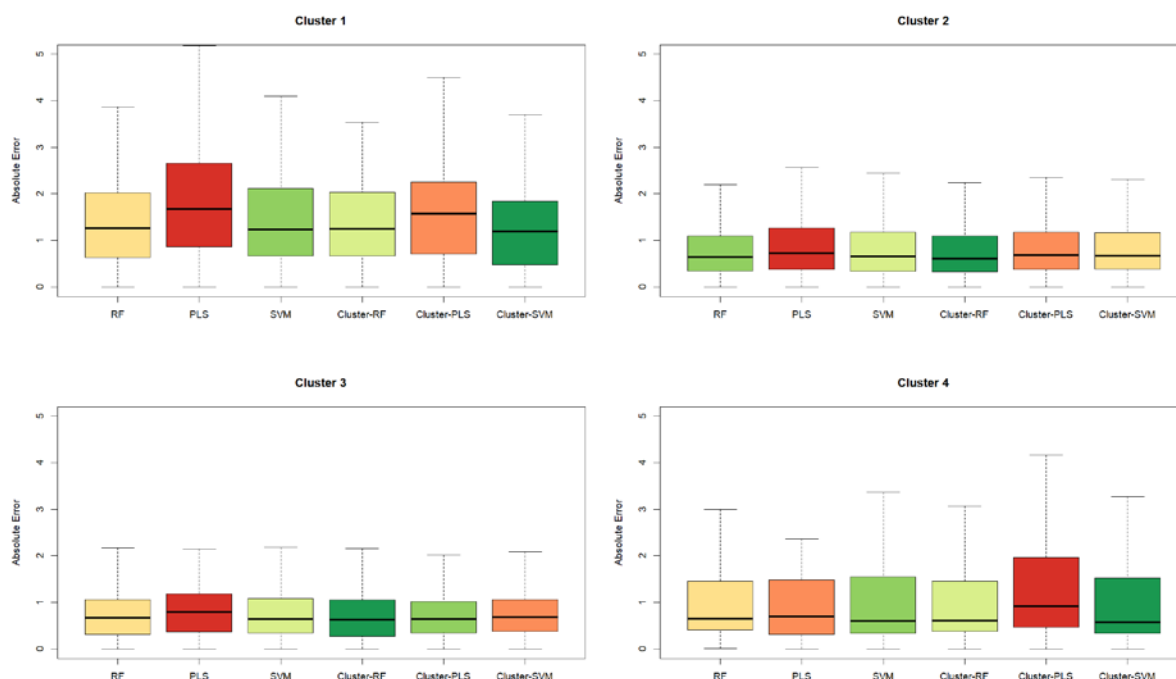 Cluster 1
Absolute Error
5
4
3
2
1
0
RF PLS SVM Cluster-RF Cluster-PLS Cluster-SVM
Cluster 2
Absolute Error
5
4
3
2
1
0
RF PLS SVM Cluster-RF Cluster-PLS Cluster-SVM
Cluster 3
Absolute Error
5
4
3
2
1
0
RF PLS SVM Cluster-RF Cluster-PLS Cluster-SVM
Cluster 4
Absolute Error
5
4
3
2
1
0
RF PLS SVM Cluster-RF Cluster-PLS Cluster-SVM